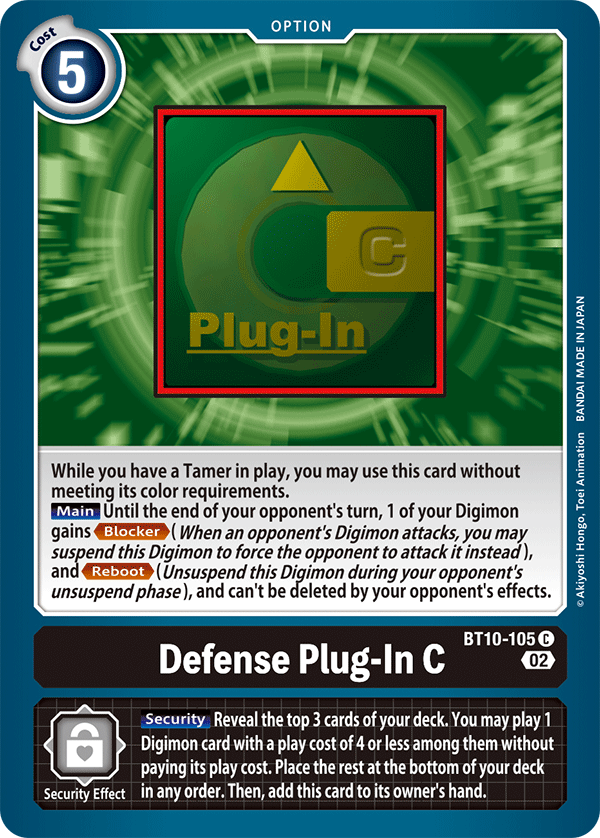 OPTION
Cost
5
C
Plug-In
While you have a Tamer in play, you may use this card without
meeting its color requirements.
Main Until the end of your opponent's turn, 1 of your Digimon
gains Blocker (When an opponent's Digimon attacks, you may
suspend this Digimon to force the opponent to attack it instead),
and Reboot (Unsuspend this Digimon during your opponent's
unsuspend phase), and can't be deleted by your opponent's effects.
© Akiyoshi Hongo, Toei Animation BANDAI MADE IN JAPAN
BT10-105 C
Defense Plug-In C
02
Security Reveal the top 3 cards of your deck. You may play 1
Digimon card with a play cost of 4 or less among them without
paying its play cost. Place the rest at the bottom of your deck
in any order. Then, add this card to its owner's hand.
Security Effect